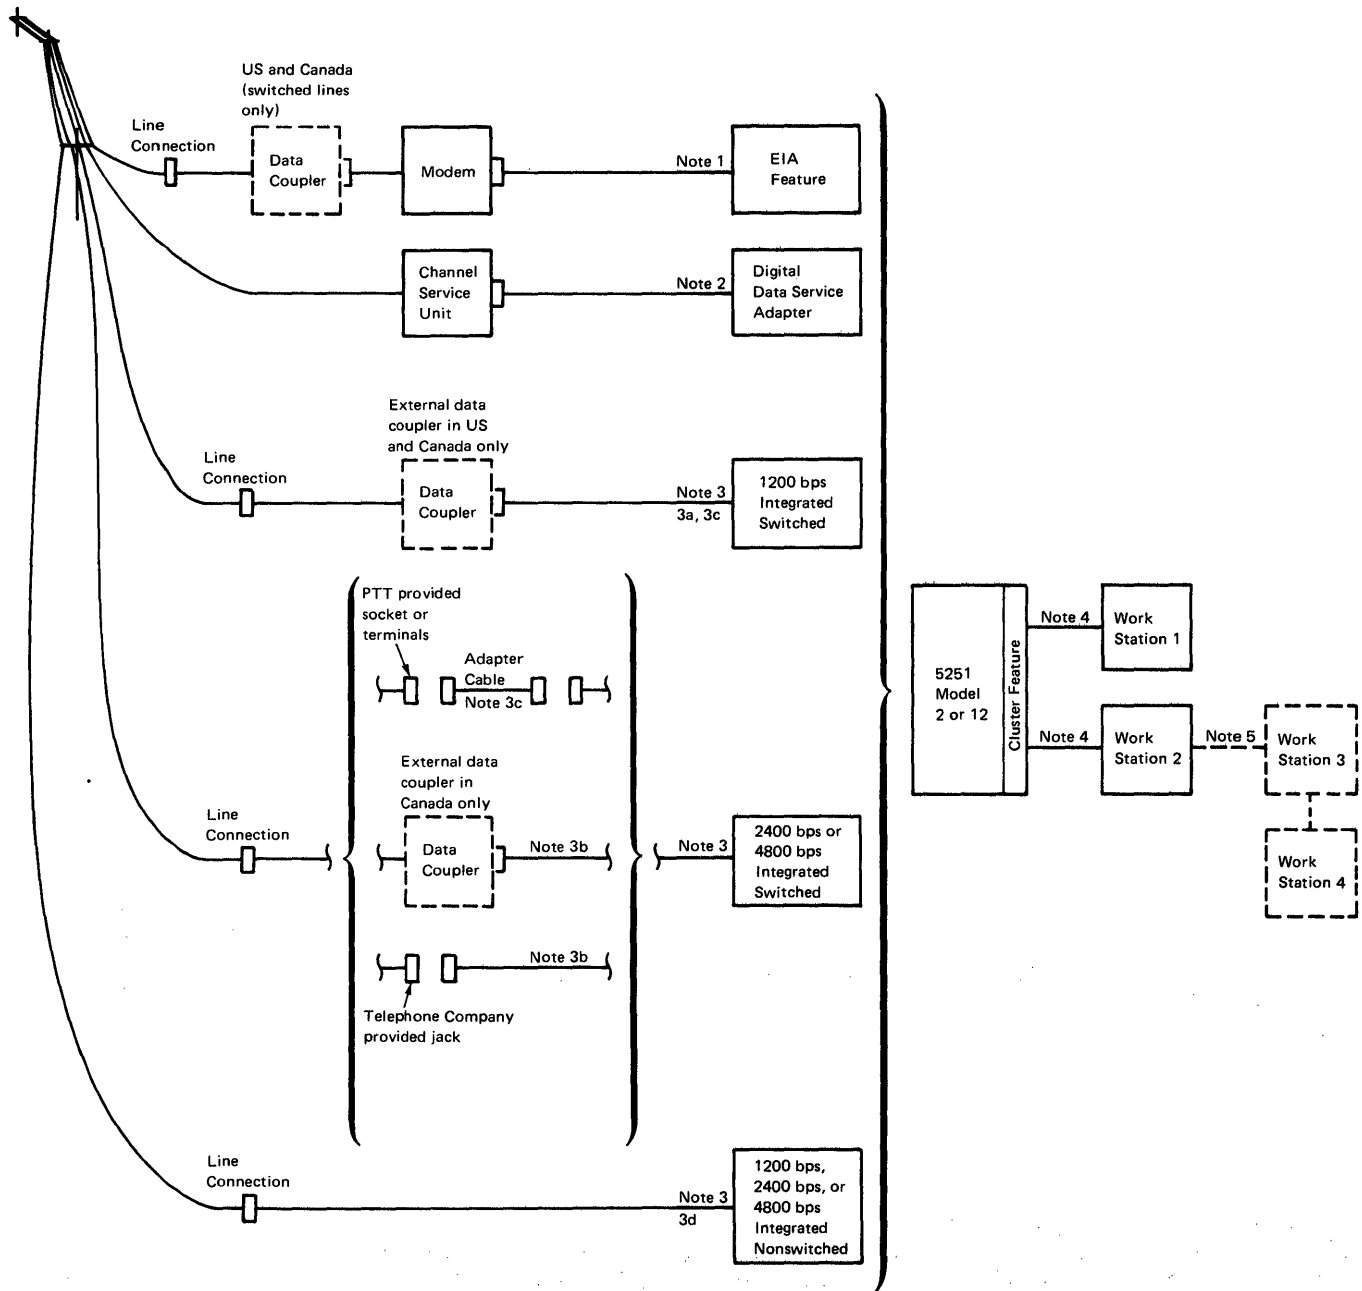 US and Canada
(switched lines
only)
Line
Connection
Data
Coupler
Modem
Note 1
EIA
Feature
Channel
Service
Unit
Note 2
Digital
Data Service
Adapter
External data
coupler in US
and Canada only
Line
Connection
Data
Coupler
Note 3
3a, 3c
1200 bps
Integrated
Switched
PTT provided
socket or
terminals
Adapter
Cable
Note 3c
External data
coupler in
Canada only
Line
Connection
Data
Coupler
Note 3b
Note 3
2400 bps or
4800 bps
Integrated
Switched
Note 3b
Telephone Company
provided jack
Line
Connection
Note 3
3d
1200 bps,
2400 bps, or
4800 bps
Integrated
Nonswitched
5251
Model
2 or 12
Cluster Feature
Note 4
Work
Station 1
Note 4
Work
Station 2
Note 5
Work
Station 3
Work
Station 4